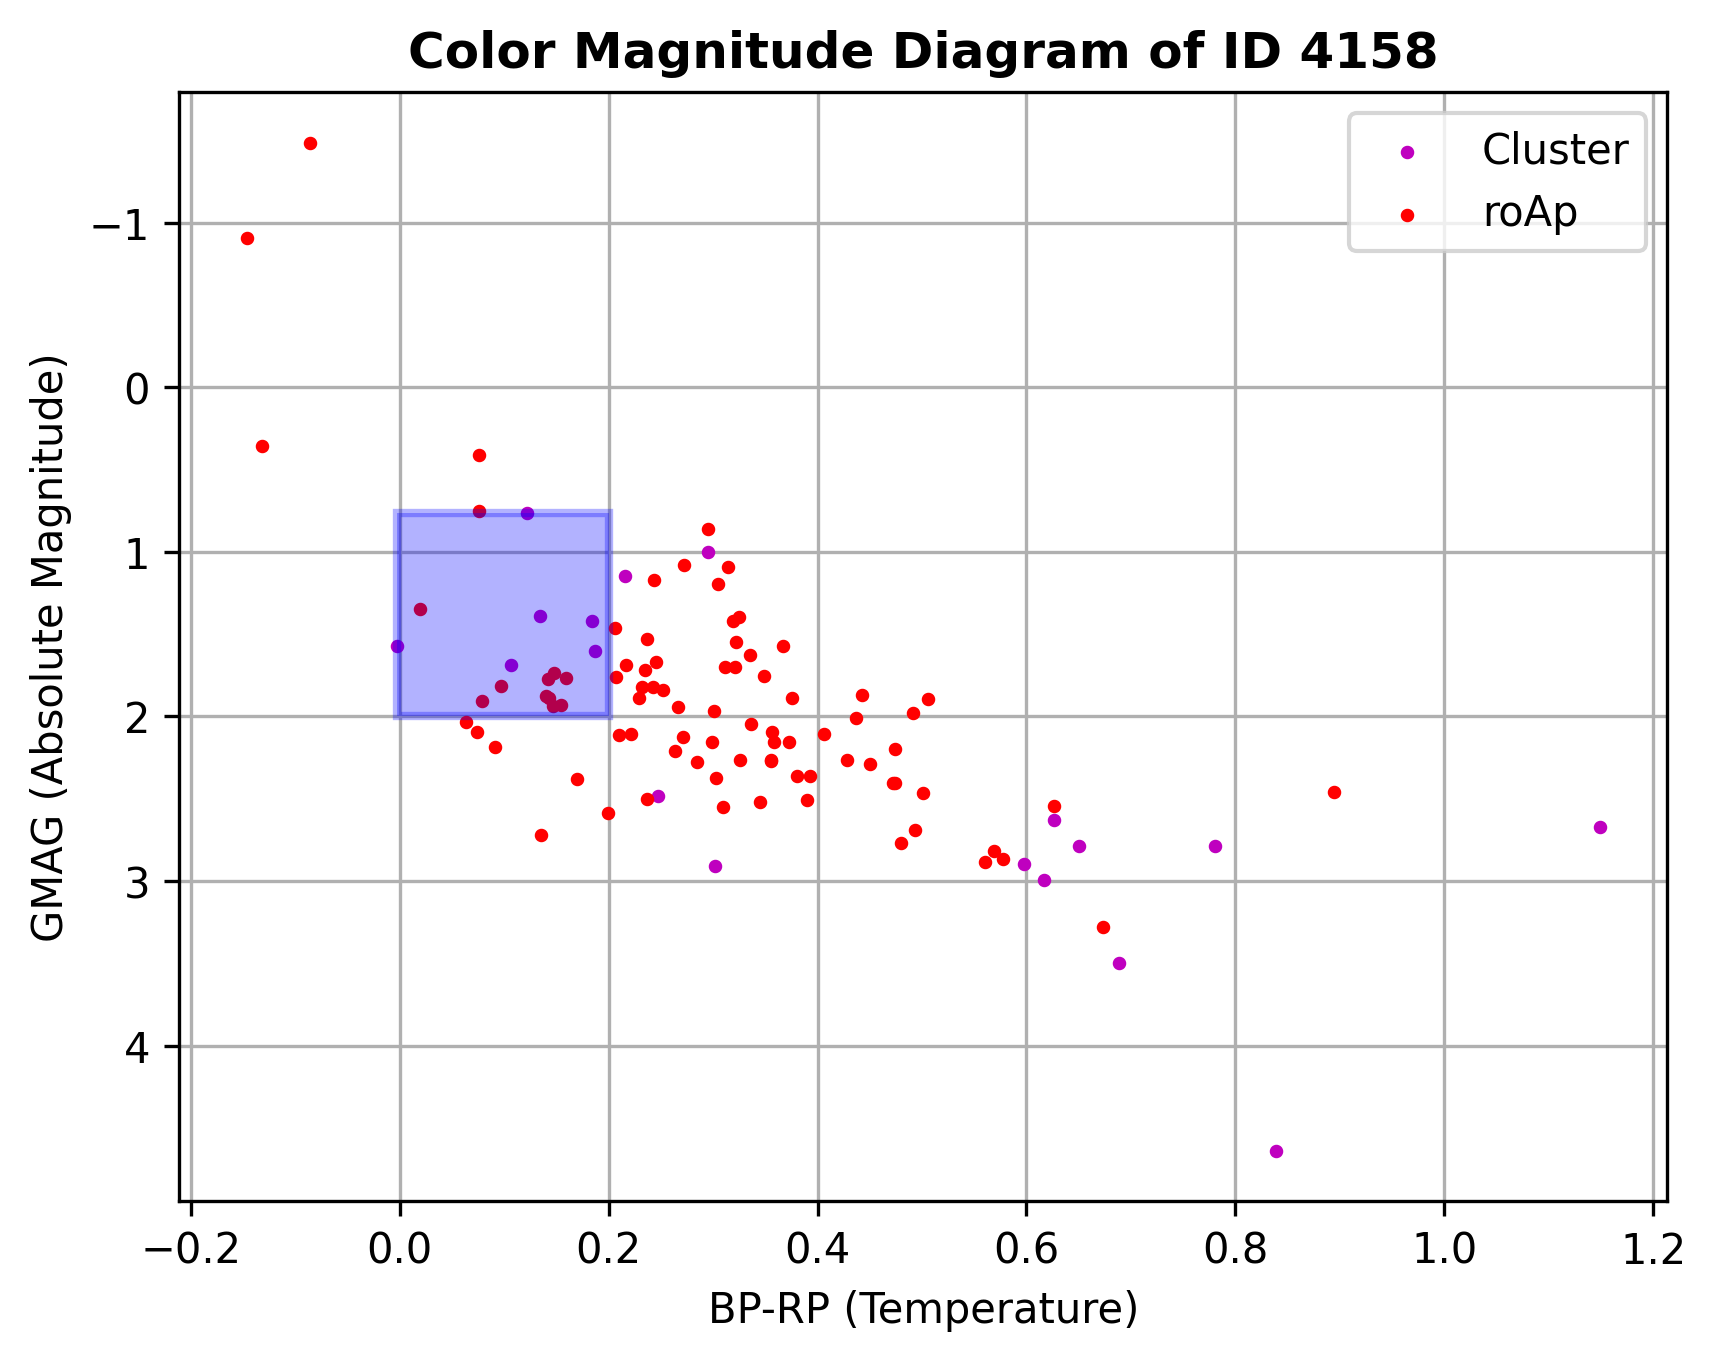 Color Magnitude Diagram of ID 4158
Cluster
roAp
GMAG (Absolute Magnitude)
−1
0
1
2
3
4
−0.2 0.0 0.2 0.4 0.6 0.8 1.0 1.2
BP-RP (Temperature)